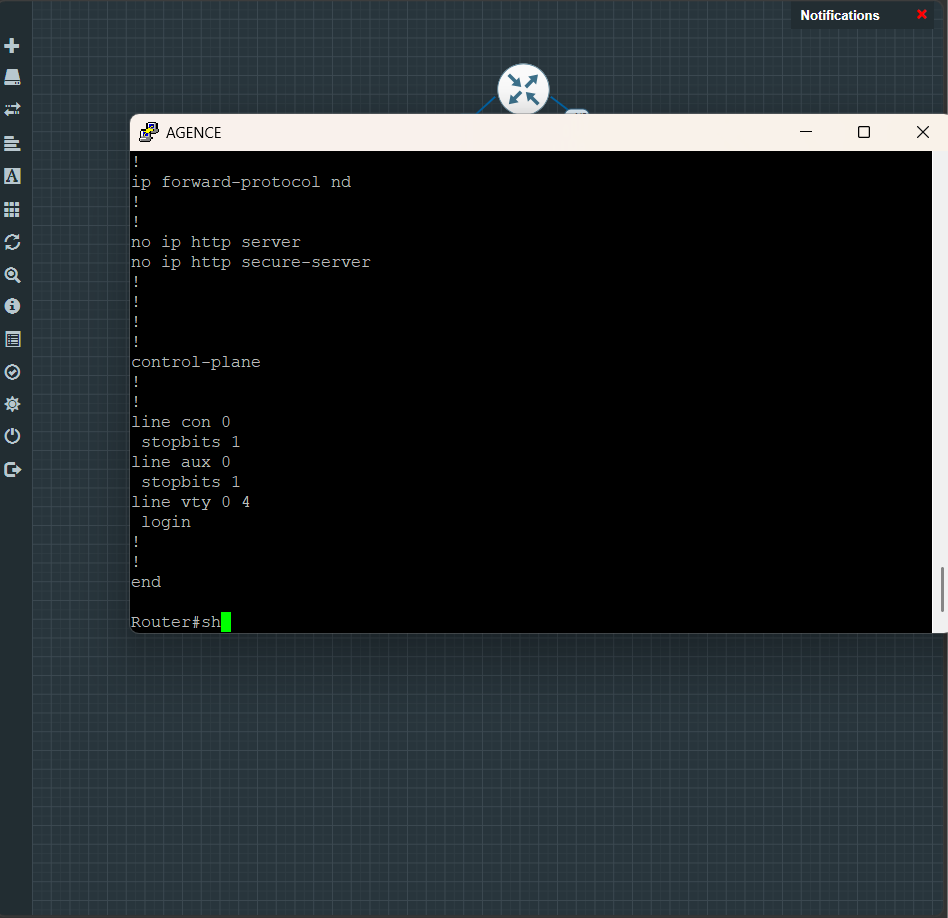 Notifications
AGENCE
!
ip forward-protocol nd
!
!
no ip http server
no ip http secure-server
!
!
!
!
control-plane
!
!
line con 0
 stopbits 1
line aux 0
 stopbits 1
line vty 0 4
 login
!
!
end
Router#sh